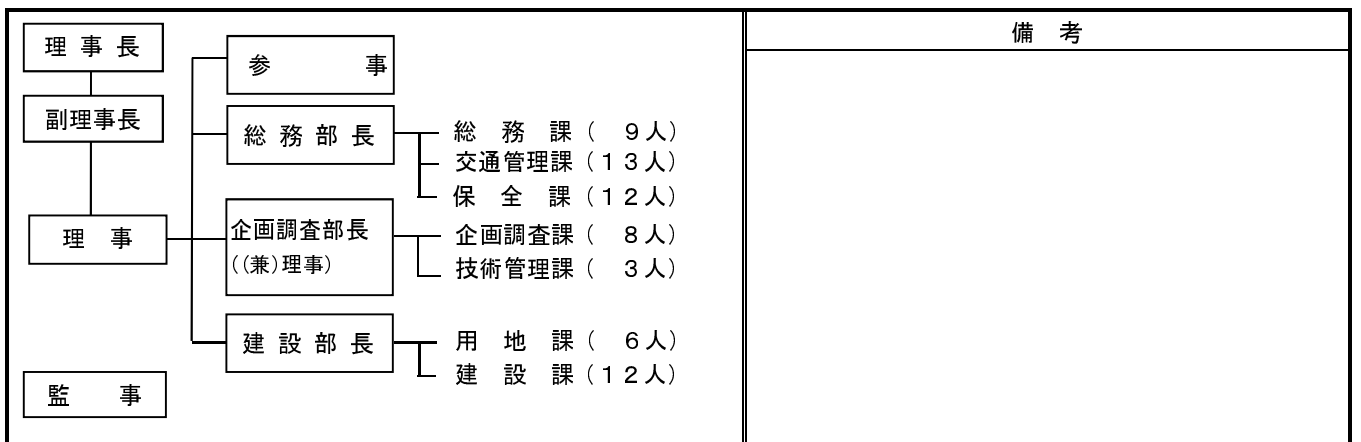 理事長
副理事長
理　事
監　　事
参　　　　事
総務部長
総　務　課（　９人）
交通管理課（１３人）
保　全　課（１２人）
企画調査部長
（（兼）理事）
企画調査課（　８人）
技術管理課（　３人）
建設部長
用　地　課（　６人）
建　設　課（１２人）
備　考